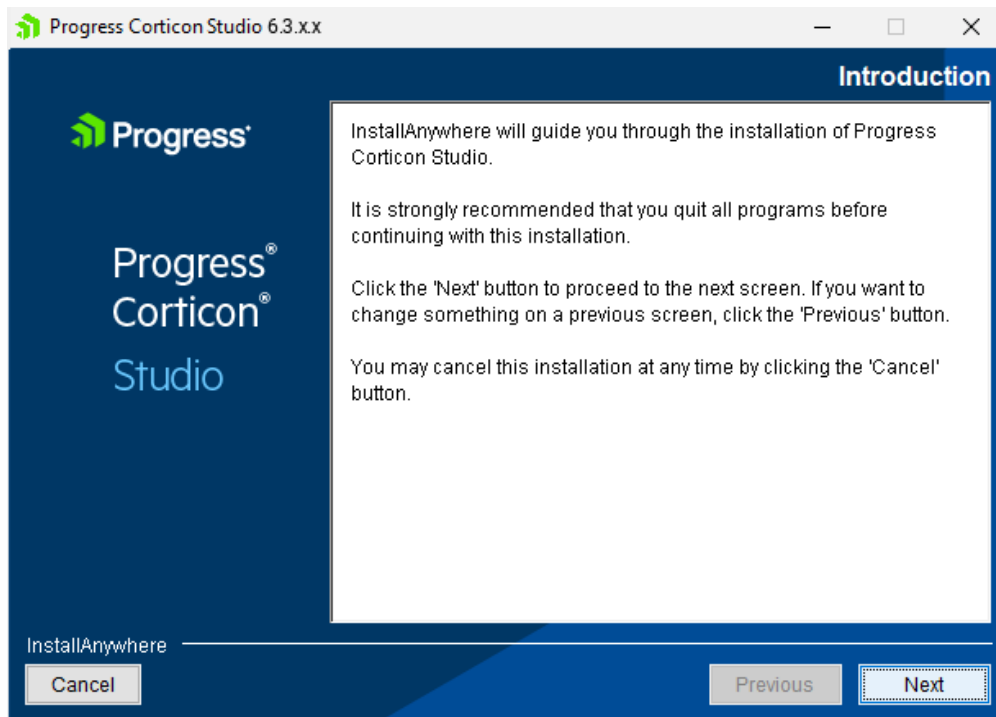 Progress Corticon Studio 6.3.x.x
Introduction
Progress
Progress®
Corticon®
Studio
InstallAnywhere will guide you through the installation of Progress
Corticon Studio.
It is strongly recommended that you quit all programs before
continuing with this installation.
Click the 'Next' button to proceed to the next screen. If you want to
change something on a previous screen, click the 'Previous' button.
You may cancel this installation at any time by clicking the 'Cancel'
button.
InstallAnywhere
Cancel
Previous
Next